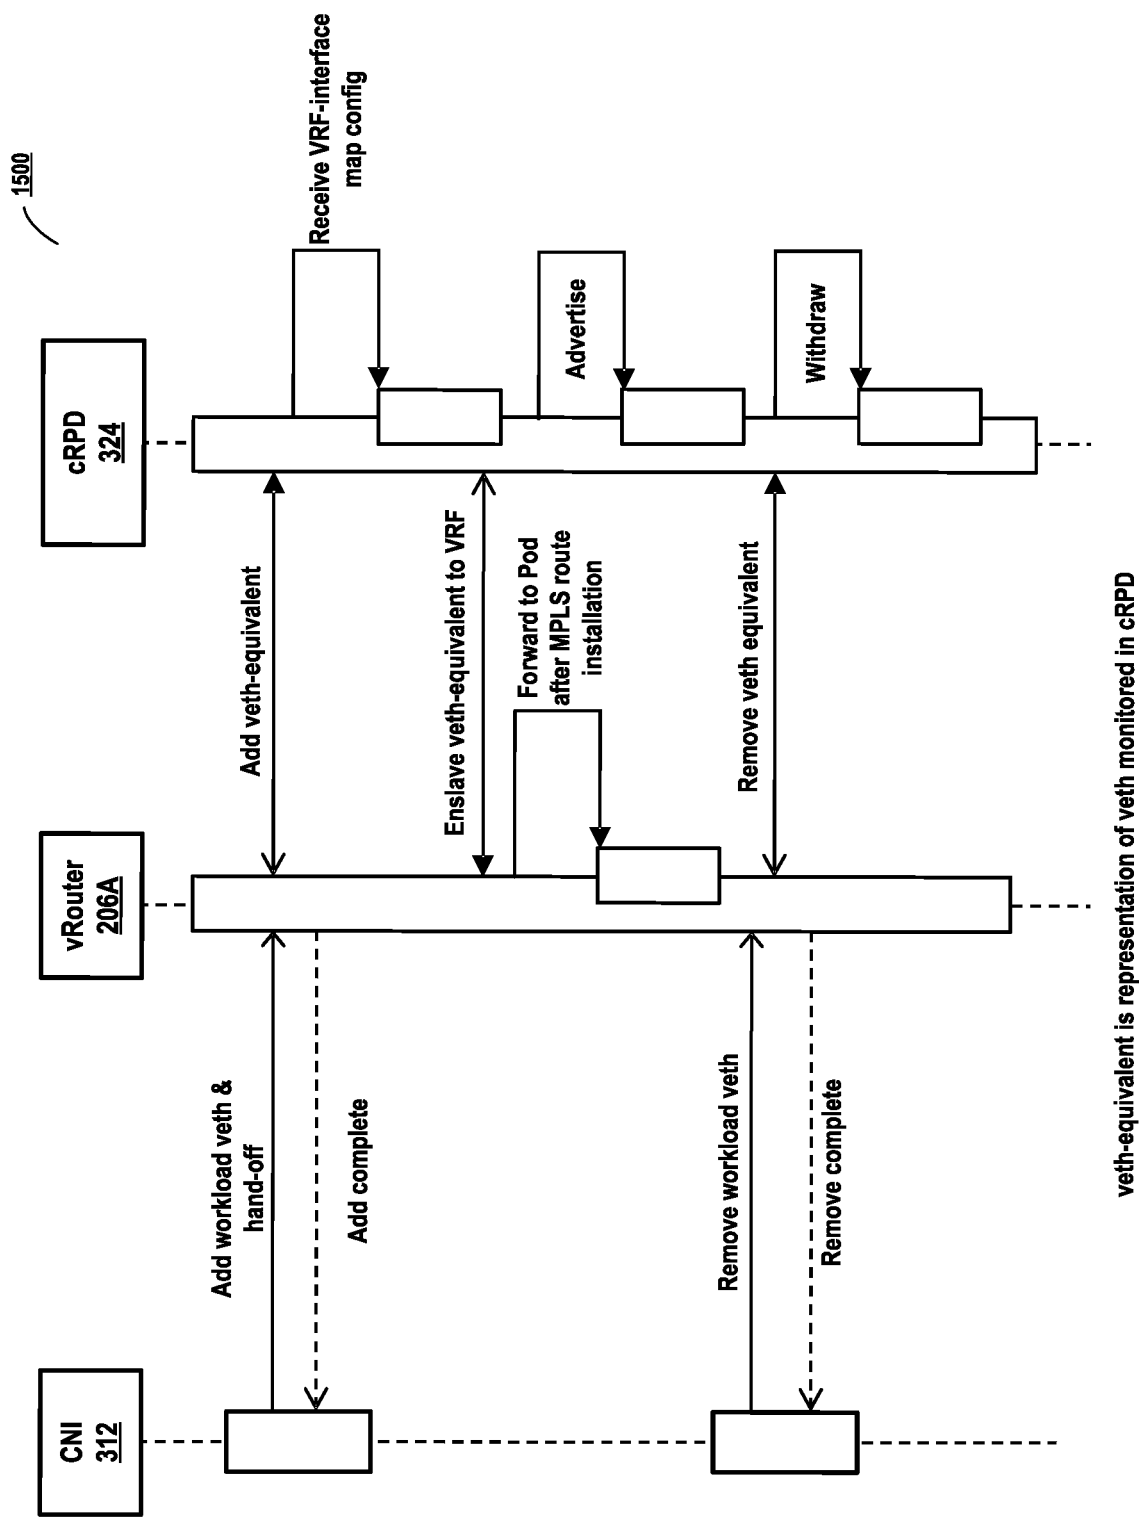 1500
CNI
312
vRouter
206A
cRPD
324
Add workload veth &
hand-off
Add veth-equivalent
Receive VRF-interface
map config
Add complete
Enslave veth-equivalent to VRF
Forward to Pod
after MPLS route
installation
Advertise
Remove workload veth
Remove veth equivalent
Withdraw
Remove complete
veth-equivalent is representation of veth monitored in cRPD